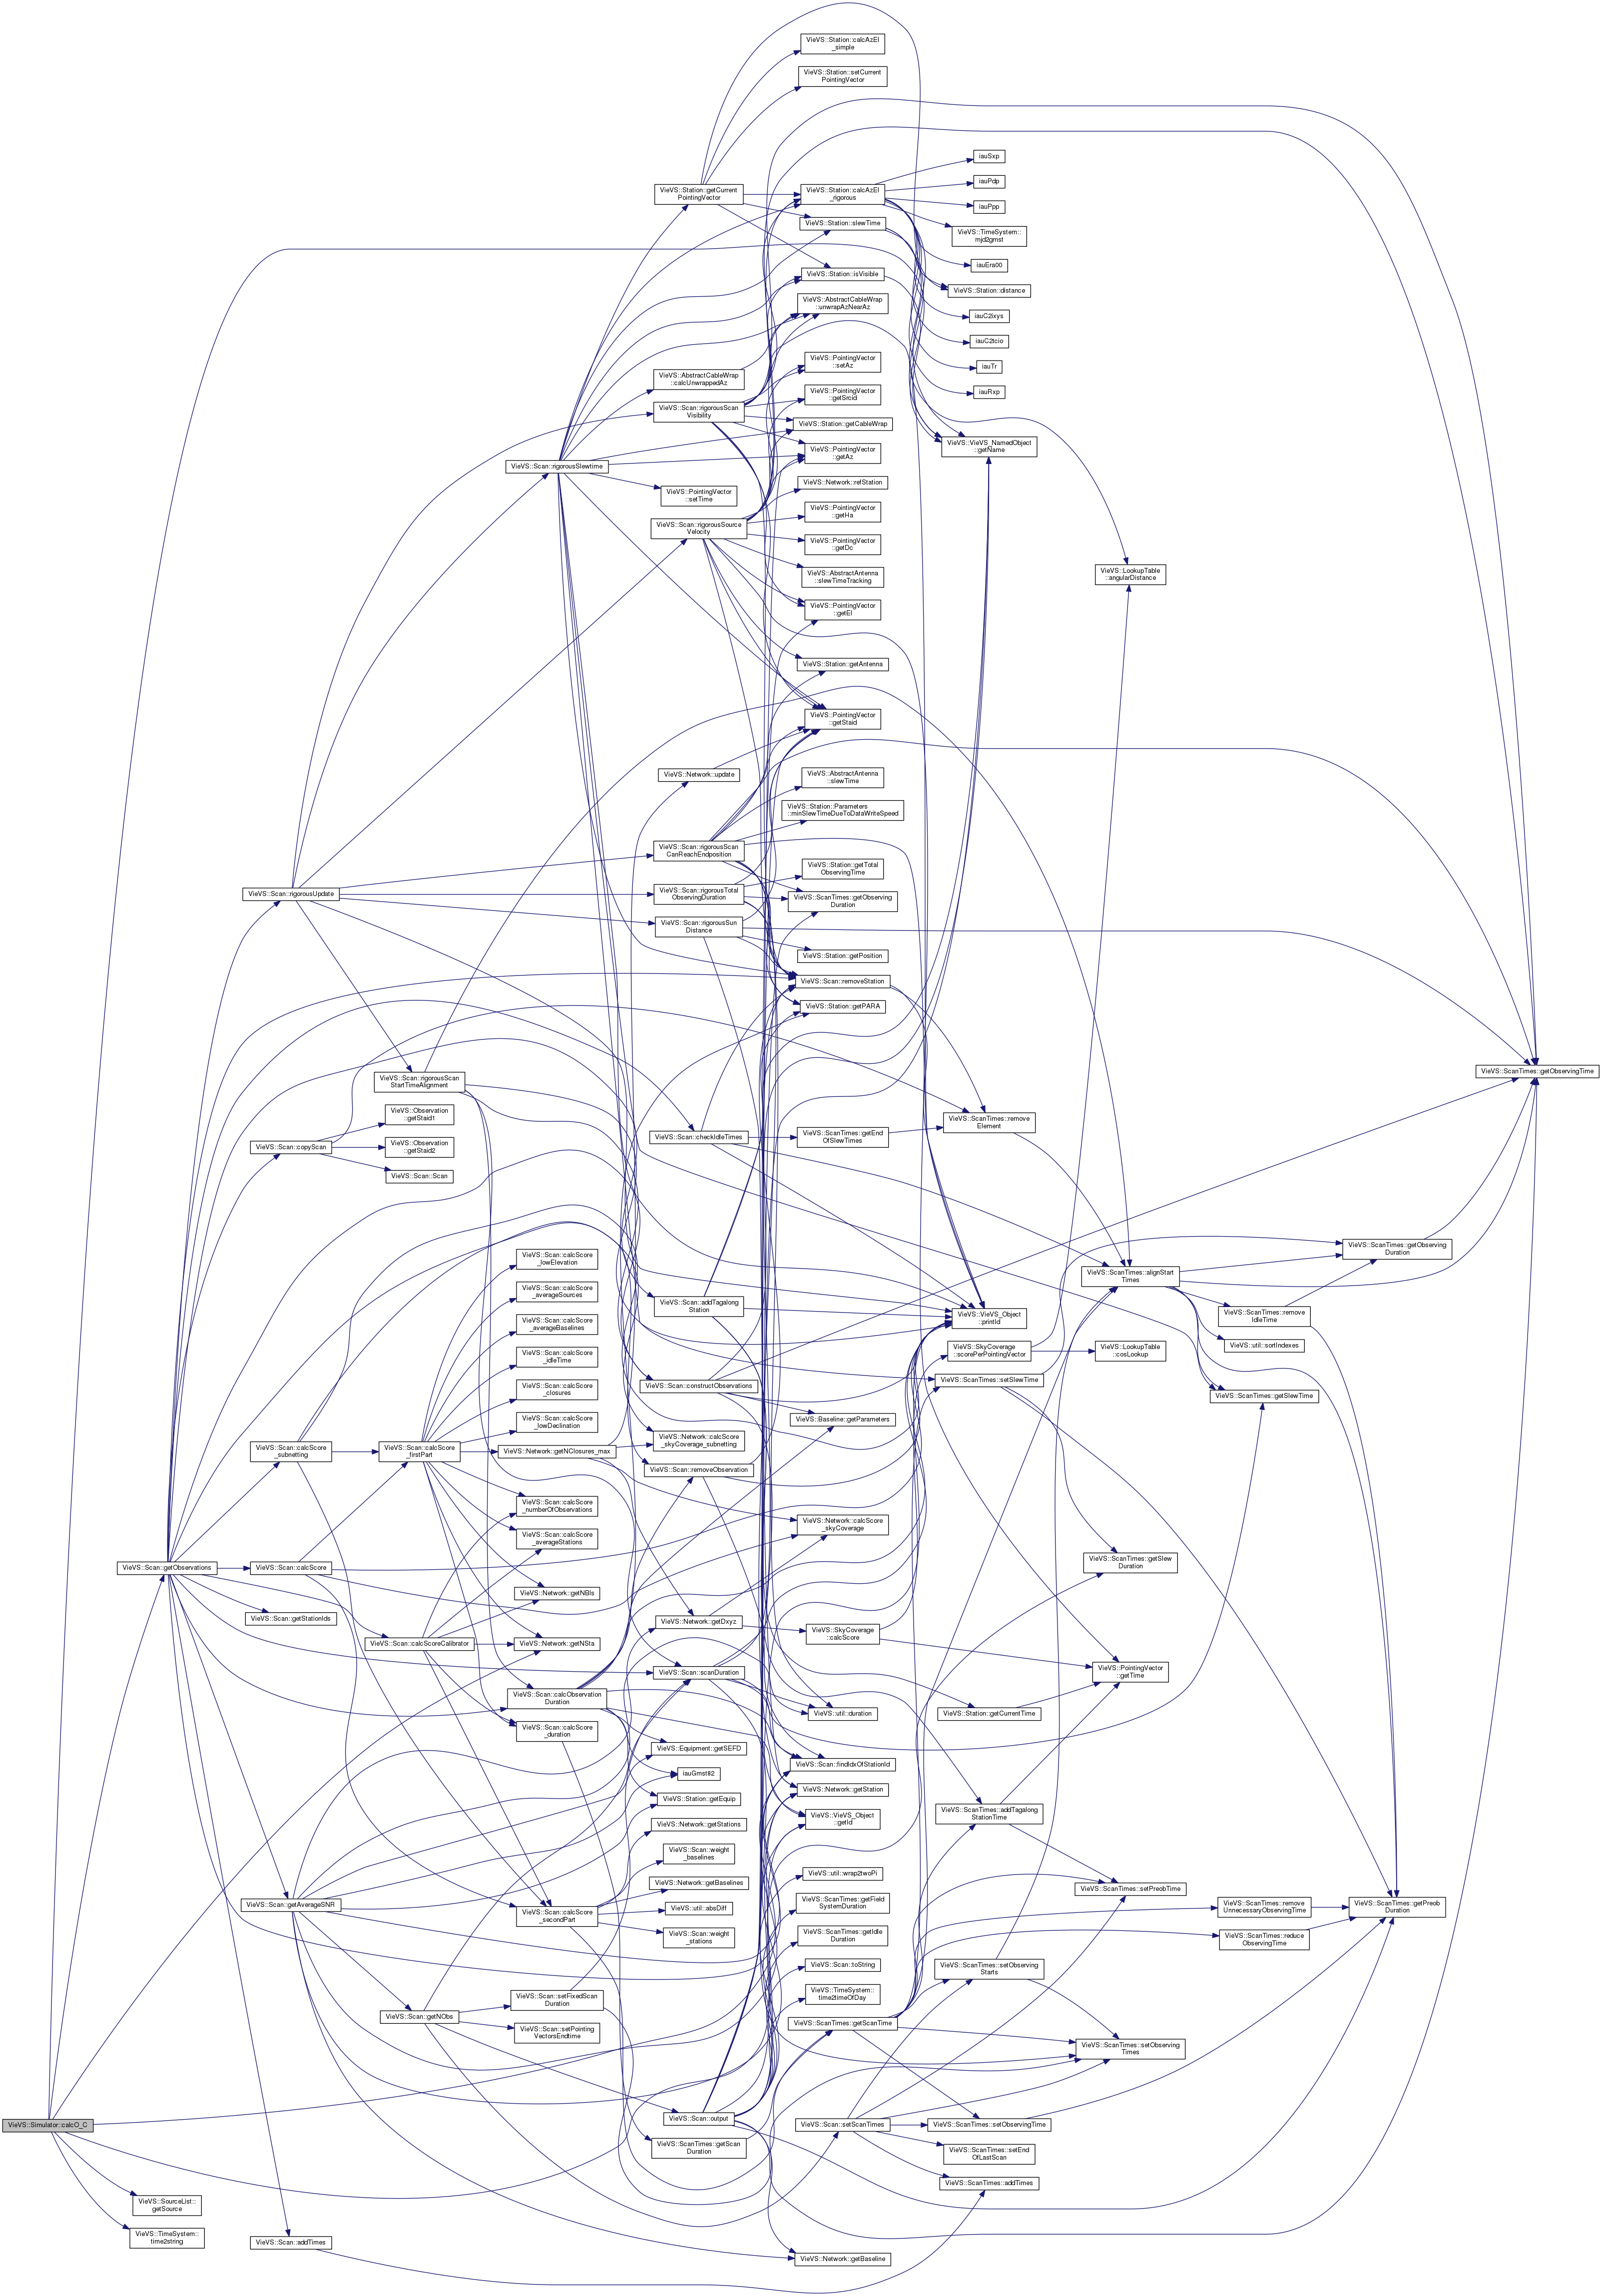 VieVS::Station::calcAzEl
_simple
VieVS::Station::setCurrent
PointingVector
iauSxp
iauPdp
VieVS::Station::getCurrent
PointingVector
VieVS::Station::calcAzEl
_rigorous
iauPpp
VieVS::Station::slewTime
VieVS::TimeSystem::
mjd2gmst
iauEra00
VieVS::Station::isVisible
VieVS::Station::distance
VieVS::AbstractCableWrap
::unwrapAzNearAz
iauC2ixys
iauC2tcio
VieVS::PointingVector
::setAz
iauTr
VieVS::AbstractCableWrap
::calcUnwrappedAz
VieVS::PointingVector
::getSrcid
iauRxp
VieVS::Scan::rigorousScan
Visibility
VieVS::Station::getCableWrap
VieVS::VieVS_NamedObject
::getName
VieVS::PointingVector
::getAz
VieVS::Scan::rigorousSlewtime
VieVS::Network::refStation
VieVS::PointingVector
::setTime
VieVS::PointingVector
::getHa
VieVS::Scan::rigorousSource
Velocity
VieVS::PointingVector
::getDc
VieVS::AbstractAntenna
::slewTimeTracking
VieVS::LookupTable
::angularDistance
VieVS::PointingVector
::getEl
VieVS::Station::getAntenna
VieVS::PointingVector
::getStaid
VieVS::Network::update
VieVS::AbstractAntenna
::slewTime
VieVS::Station::Parameters
::minSlewTimeDueToDataWriteSpeed
VieVS::Scan::rigorousScan
CanReachEndposition
VieVS::Station::getTotal
ObservingTime
VieVS::Scan::rigorousUpdate
VieVS::Scan::rigorousTotal
ObservingDuration
VieVS::ScanTimes::getObserving
Duration
VieVS::Scan::rigorousSun
Distance
VieVS::Station::getPosition
VieVS::Scan::removeStation
VieVS::Station::getPARA
VieVS::ScanTimes::getObservingTime
VieVS::Scan::rigorousScan
StartTimeAlignment
VieVS::Observation
::getStaid1
VieVS::ScanTimes::remove
Element
VieVS::Scan::checkIdleTimes
VieVS::ScanTimes::getEnd
OfSlewTimes
VieVS::Scan::copyScan
VieVS::Observation
::getStaid2
VieVS::Scan::Scan
VieVS::ScanTimes::getObserving
Duration
VieVS::Scan::calcScore
_lowElevation
VieVS::ScanTimes::alignStart
Times
VieVS::Scan::calcScore
_averageSources
VieVS::Scan::addTagalong
Station
VieVS::VieVS_Object
::printId
VieVS::ScanTimes::remove
IdleTime
VieVS::Scan::calcScore
_averageBaselines
VieVS::util::sortIndexes
VieVS::SkyCoverage
::scorePerPointingVector
VieVS::LookupTable
::cosLookup
VieVS::Scan::calcScore
_idleTime
VieVS::ScanTimes::setSlewTime
VieVS::Scan::constructObservations
VieVS::Scan::calcScore
_closures
VieVS::ScanTimes::getSlewTime
VieVS::Baseline::getParameters
VieVS::Scan::calcScore
_lowDeclination
VieVS::Network::calcScore
_skyCoverage_subnetting
VieVS::Scan::calcScore
_subnetting
VieVS::Scan::calcScore
_firstPart
VieVS::Network::getNClosures_max
VieVS::Scan::removeObservation
VieVS::Scan::calcScore
_numberOfObservations
VieVS::Network::calcScore
_skyCoverage
VieVS::Scan::calcScore
_averageStations
VieVS::ScanTimes::getSlew
Duration
VieVS::Scan::getObservations
VieVS::Scan::calcScore
VieVS::Network::getNBls
VieVS::Scan::getStationIds
VieVS::Network::getDxyz
VieVS::SkyCoverage
::calcScore
VieVS::Scan::calcScoreCalibrator
VieVS::Network::getNSta
VieVS::Scan::scanDuration
VieVS::PointingVector
::getTime
VieVS::Scan::calcObservation
Duration
VieVS::util::duration
VieVS::Station::getCurrentTime
VieVS::Scan::calcScore
_duration
VieVS::Equipment::getSEFD
VieVS::Scan::findIdxOfStationId
iauGmst82
VieVS::Network::getStation
VieVS::Station::getEquip
VieVS::VieVS_Object
::getId
VieVS::ScanTimes::addTagalong
StationTime
VieVS::Network::getStations
VieVS::Scan::weight
_baselines
VieVS::util::wrap2twoPi
VieVS::Network::getBaselines
VieVS::ScanTimes::setPreobTime
VieVS::Scan::getAverageSNR
VieVS::Scan::calcScore
_secondPart
VieVS::util::absDiff
VieVS::ScanTimes::getField
SystemDuration
VieVS::ScanTimes::remove
UnnecessaryObservingTime
VieVS::ScanTimes::getPreob
Duration
VieVS::Scan::weight
_stations
VieVS::ScanTimes::getIdle
Duration
VieVS::ScanTimes::reduce
ObservingTime
VieVS::Scan::toString
VieVS::ScanTimes::setObserving
Starts
VieVS::Scan::setFixedScan
Duration
VieVS::TimeSystem::
time2timeOfDay
VieVS::Scan::getNObs
VieVS::Scan::setPointing
VectorsEndtime
VieVS::ScanTimes::getScanTime
VieVS::ScanTimes::setObserving
Times
VieVS::Simulator::calcO_C
VieVS::Scan::output
VieVS::Scan::setScanTimes
VieVS::ScanTimes::setObservingTime
VieVS::ScanTimes::getScan
Duration
VieVS::ScanTimes::setEnd
OfLastScan
VieVS::ScanTimes::addTimes
VieVS::SourceList::
getSource
VieVS::TimeSystem::
time2string
VieVS::Scan::addTimes
VieVS::Network::getBaseline